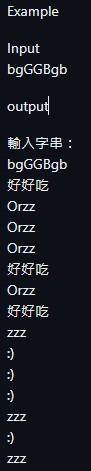 Example
Input
bgGGBgb
output
輸入字串：
bgGGBgb
好好吃
Orzz
Orzz
Orzz
好好吃
Orzz
好好吃
zzz
:)
:)
:)
zzz
:)
zzz